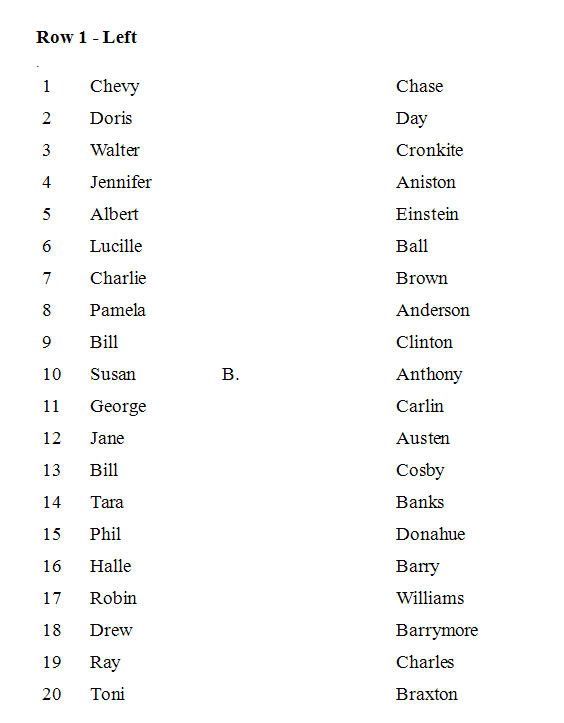 Row 1 - Left
.
1 Chevy Chase
2 Doris Day
3 Walter Cronkite
4 Jennifer Aniston
5 Albert Einstein
6 Lucille Ball
7 Charlie Brown
8 Pamela Anderson
9 Bill Clinton
10 Susan B. Anthony
11 George Carlin
12 Jane Austen
13 Bill Cosby
14 Tara Banks
15 Phil Donahue
16 Halle Barry
17 Robin Williams
18 Drew Barrymore
19 Ray Charles
20 Toni Braxton